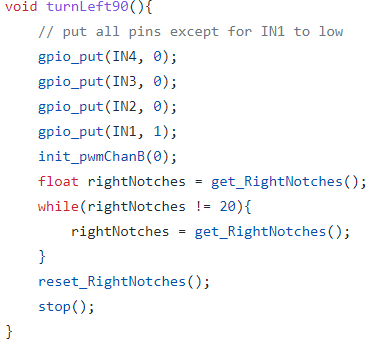 void turnLeft90(){
    // put all pins except for IN1 to low
    gpio_put(IN4, 0);
    gpio_put(IN3, 0);
    gpio_put(IN2, 0);
    gpio_put(IN1, 1);
    init_pwmChanB(0);
    float rightNotches = get_RightNotches();
    while(rightNotches != 20){
        rightNotches = get_RightNotches();
    }
    reset_RightNotches();
    stop();
}